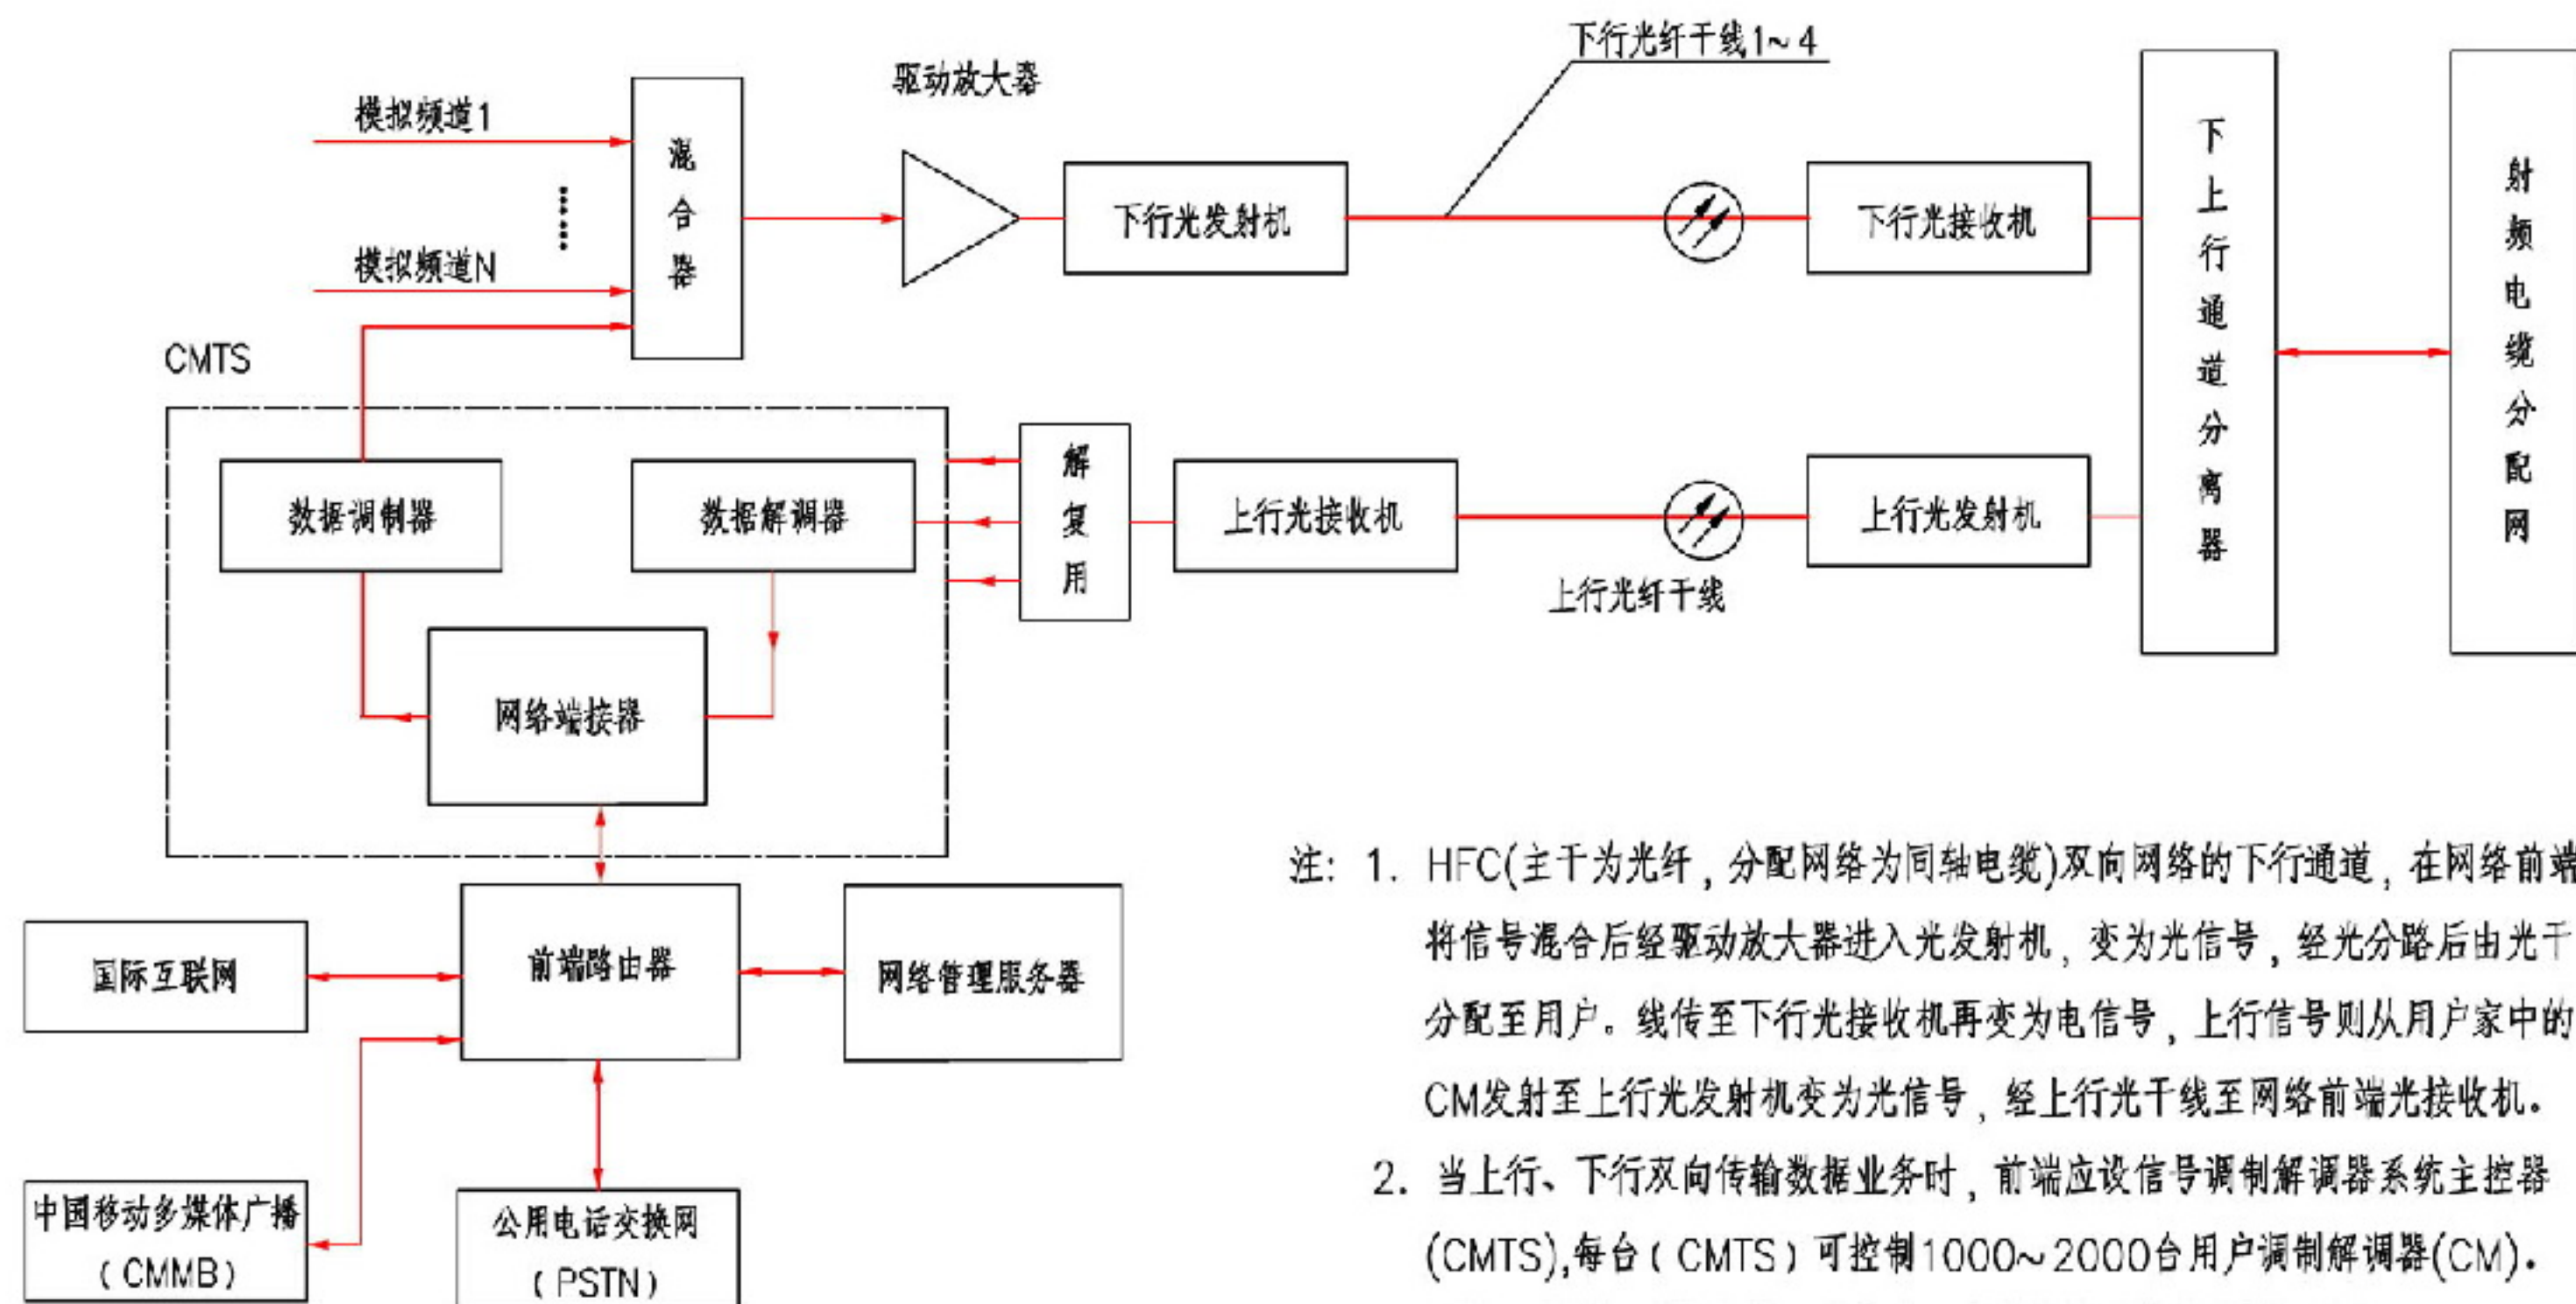 下行光纤干线1~4
驱动放大器
模拟频道1
混合器
下行光发射机
下行光接收机
下上行通道分离器
射频电缆分配网
模拟频道N
CMTS
数据调制器
数据解调器
解复用
上行光接收机
上行光发射机
上行光纤干线
网络端接器
国际互联网
前端路由器
网络管理服务器
中国移动多媒体广播
(CMMB)
公用电话交换网
(PSTN)
注: 1. HFC(主干为光纤,分配网络为同轴电缆)双向网络的下行通道,在网络前端
将信号混合后经驱动放大器进入光发射机,变为光信号,经光分路后由光干
分配至用户。线传至下行光接收机再变为电信号,上行信号则从用户家中的
CM发射至上行光发射机变为光信号,经上行光干线至网络前端光接收机。
2. 当上行、下行双向传输数据业务时,前端应设信号调制解调器系统主控器
(CMTS),每台(CMTS)可控制1000~2000台用户调制解调器(CM)。